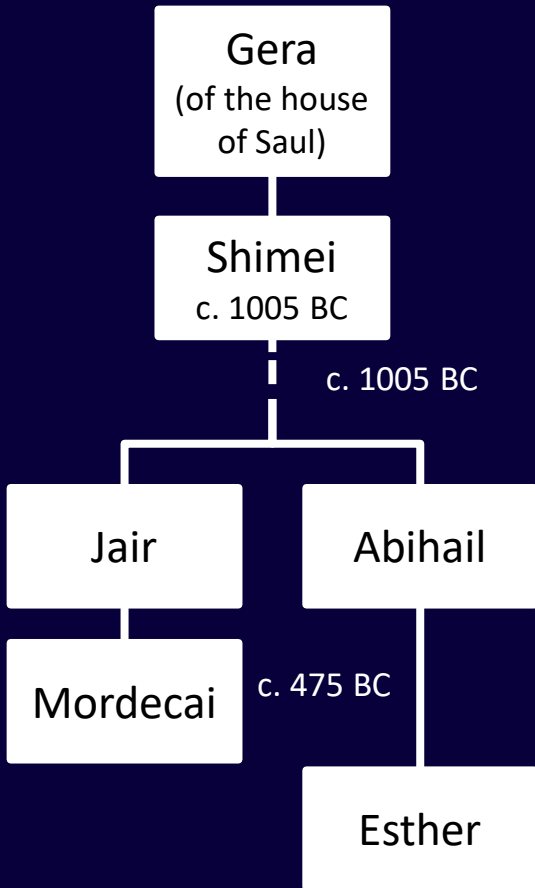 Gera
(of the house
of Saul)
Shimei
c. 1005 BC
c. 1005 BC
Jair
Abihail
Mordecai
c. 475 BC
Esther